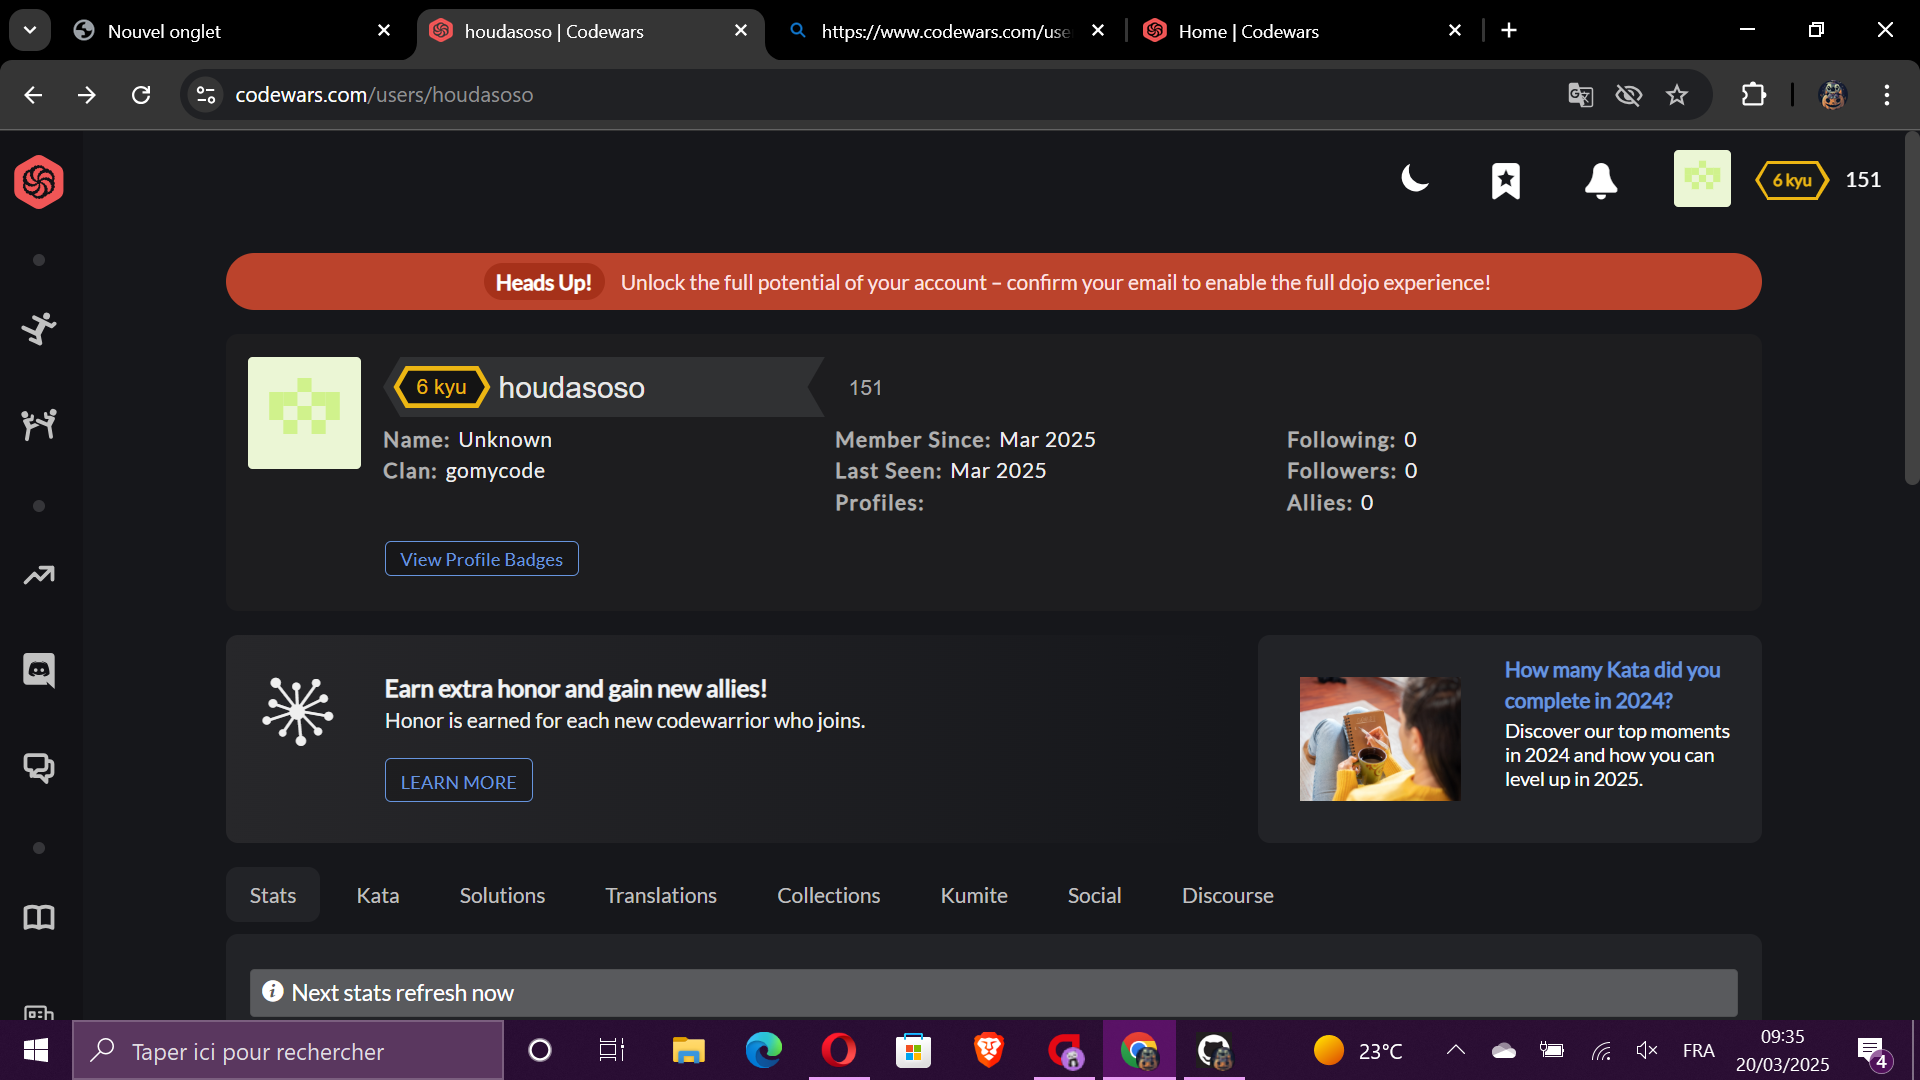 Nouvel onglet
houdasoso | Codewars
https://www.codewars.com/use
Home | Codewars
codewars.com/users/houdasoso
6 kyu 151
Heads Up! Unlock the full potential of your account – confirm your email to enable the full dojo experience!
6 kyu houdasoso 151
Name: Unknown
Clan: gomycode
Member Since: Mar 2025
Last Seen: Mar 2025
Profiles:
Following: 0
Followers: 0
Allies: 0
View Profile Badges
Earn extra honor and gain new allies!
Honor is earned for each new codewarrior who joins.
LEARN MORE
How many Kata did you
complete in 2024?
Discover our top moments
in 2024 and how you can
level up in 2025.
Stats Kata Solutions Translations Collections Kumite Social Discourse
Next stats refresh now
Taper ici pour rechercher
23°C
FRA
09:35
20/03/2025
4